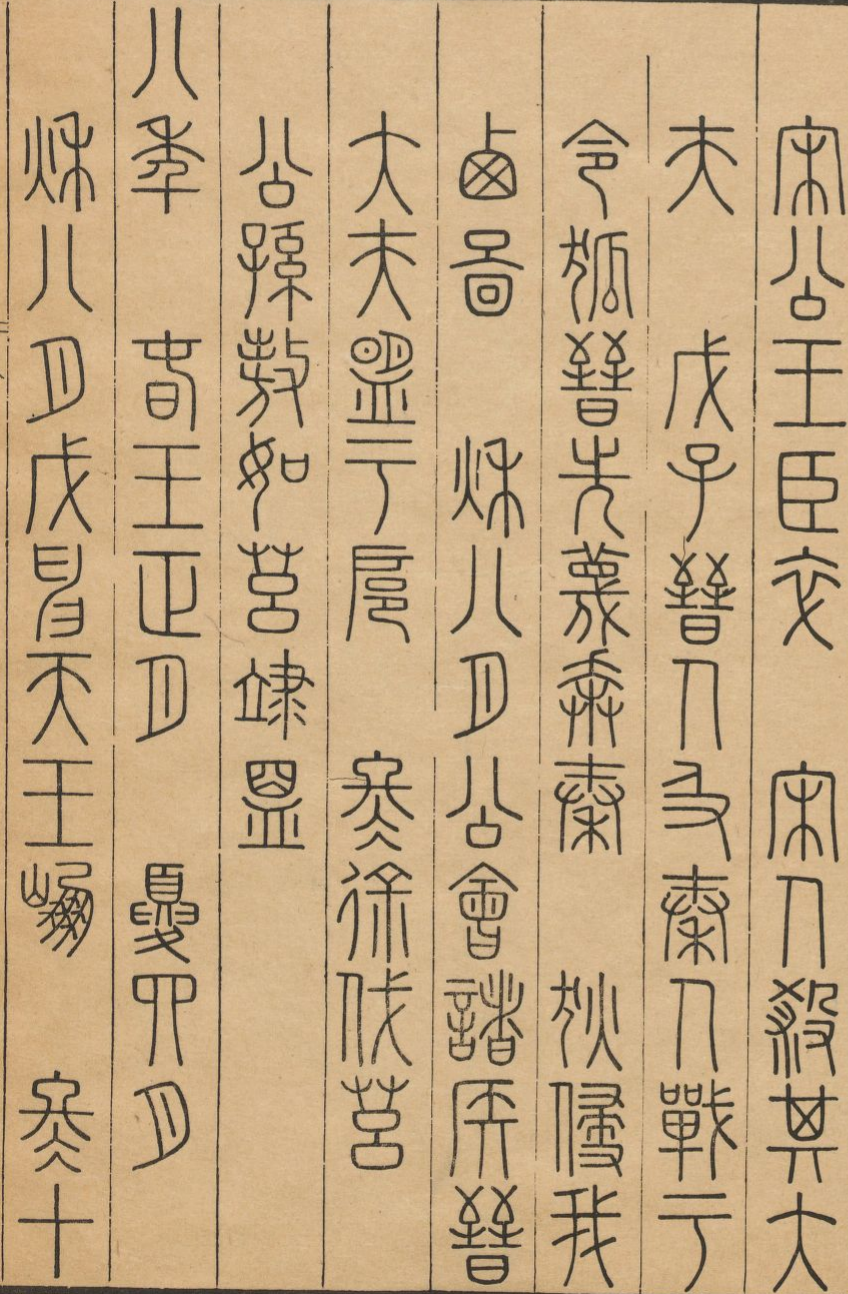 宋公王臣卒　宋人殺其大
夫　戊子晉人及秦人戰于
令狐晉先蔑奔秦　狄侵我
西啚　秋八月公會諸侯晉
大夫盟于扈　冬徐伐莒
公孫敖如莒䇐盟
八年　春王正月　夏四月
秋八月戊申天王崩　冬十